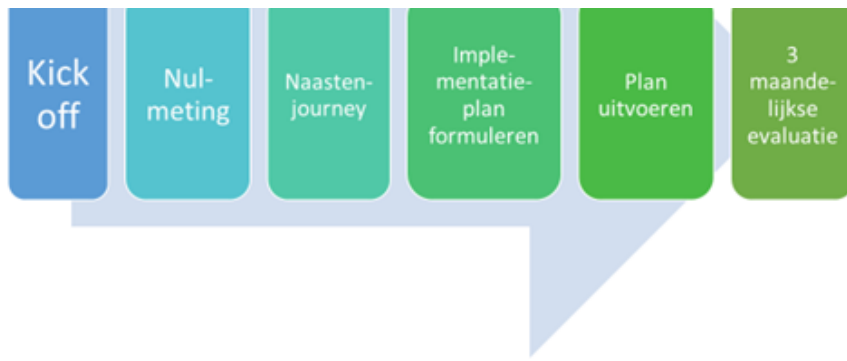 Kick
off
Nul-
meting
Naasten-
journey
Imple-
mentatie-
plan
formuleren
Plan
uitvoeren
3
maande-
lijkse
evaluatie